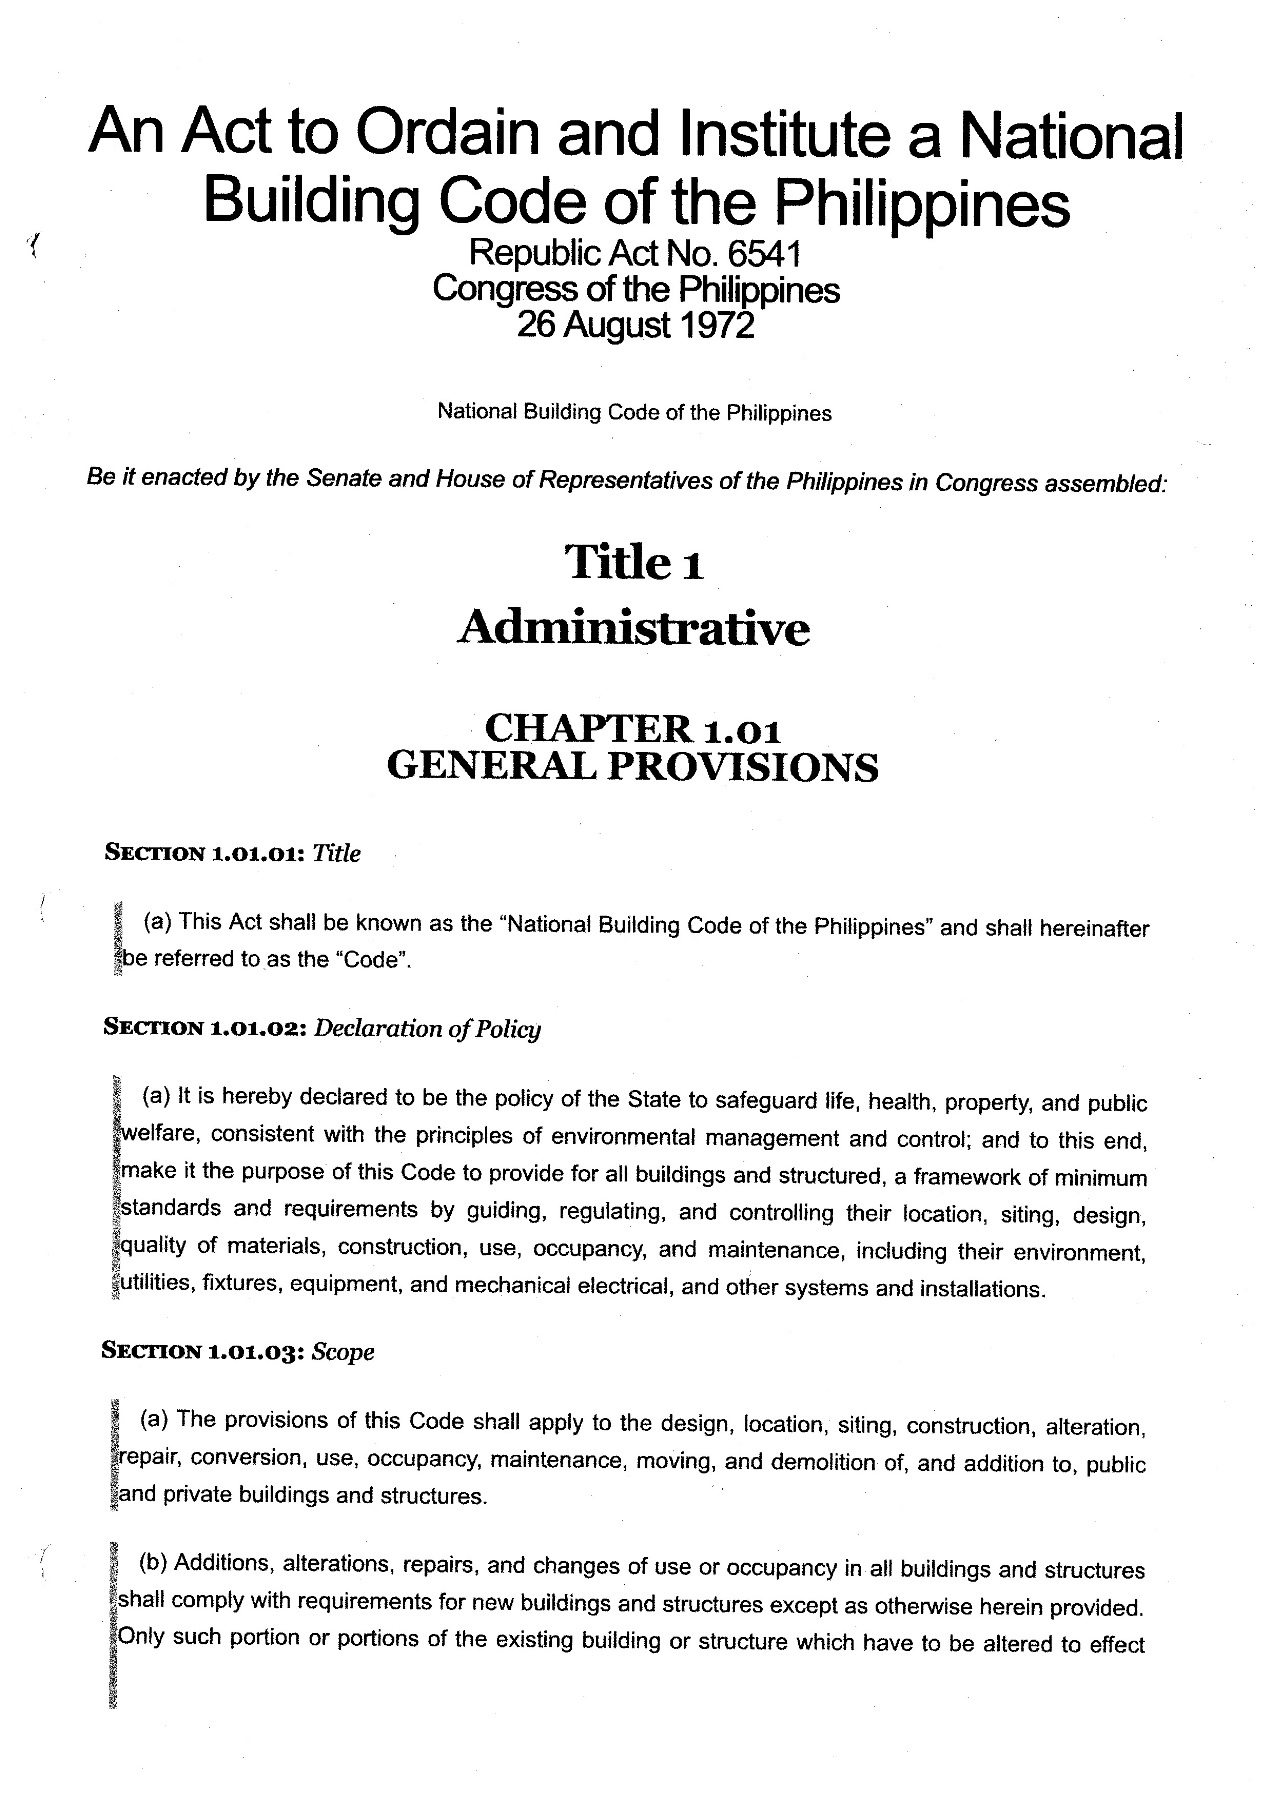 An Act to Ordain and Institute a National
Building Code of the Philippines
Republic Act No. 6541
Congress of the Philippines
26 August 1972
National Building Code of the Philippines
Be it enacted by the Senate and House of Representatives of the Philippines in Congress assembled:
Title 1
Administrative
CHAPTER 1.01
GENERAL PROVISIONS
SECTION 1.01.01: Title
(a) This Act shall be known as the “National Building Code of the Philippines” and shall hereinafter
be referred to as the “Code”.
SECTION 1.01.02: Declaration of Policy
(a) It is hereby declared to be the policy of the State to safeguard life, health, property, and public
welfare, consistent with the principles of environmental management and control; and to this end,
make it the purpose of this Code to provide for all buildings and structured, a framework of minimum
standards and requirements by guiding, regulating, and controlling their location, siting, design,
quality of materials, construction, use, occupancy, and maintenance, including their environment,
utilities, fixtures, equipment, and mechanical electrical, and other systems and installations.
SECTION 1.01.03: Scope
(a) The provisions of this Code shall apply to the design, location, siting, construction, alteration,
repair, conversion, use, occupancy, maintenance, moving, and demolition of, and addition to, public
and private buildings and structures.
(b) Additions, alterations, repairs, and changes of use or occupancy in all buildings and structures
shall comply with requirements for new buildings and structures except as otherwise herein provided.
Only such portion or portions of the existing building or structure which have to be altered to effect